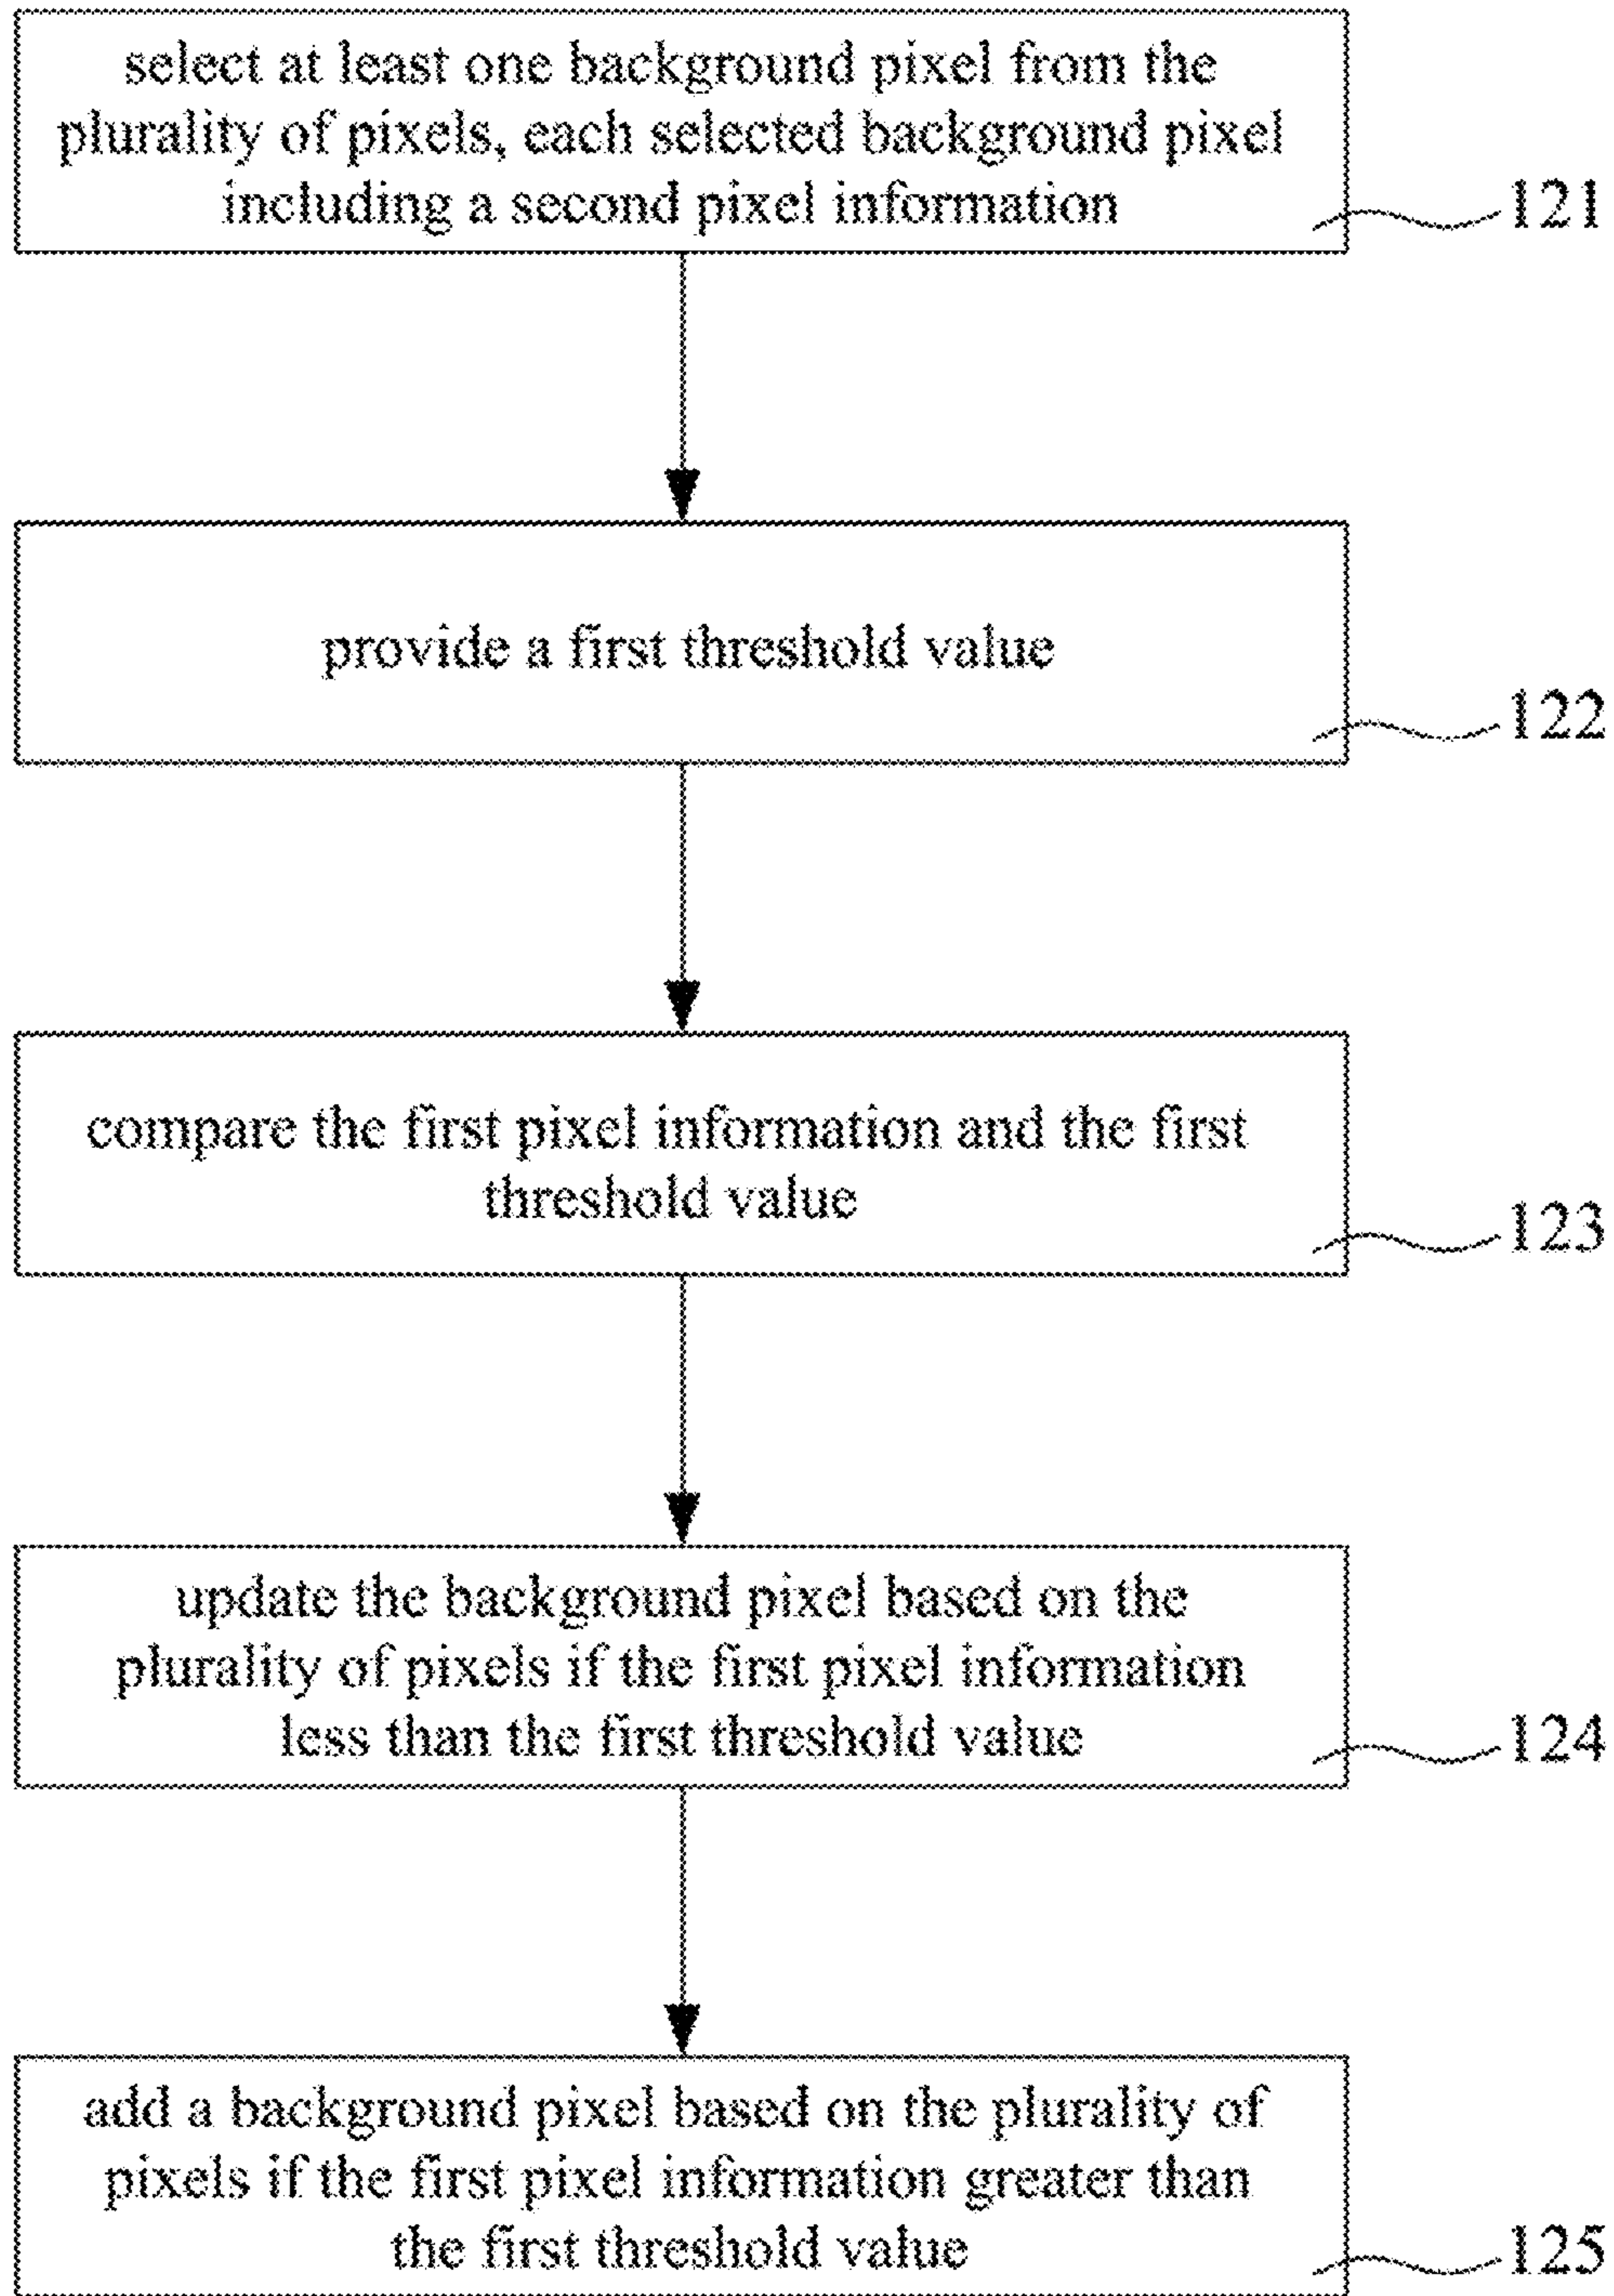 select at least one background pixel from the
plurality of pixels, each selected background pixel
including a second pixel information
121
provide a first threshold value
122
compare the first pixel information and the first
threshold value
123
update the background pixel based on the
plurality of pixels if the first pixel information
less than the first threshold value
124
add a background pixel based on the plurality of
pixels if the first pixel information greater than
the first threshold value
125